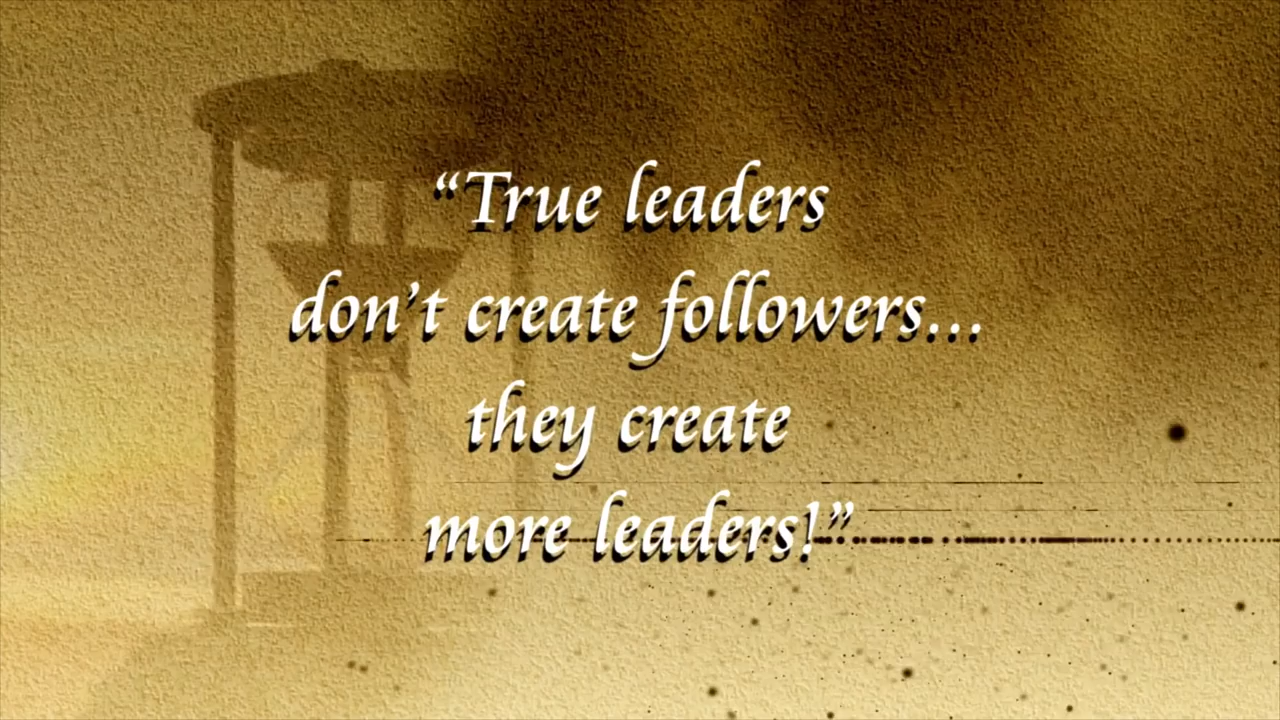 “True leaders
don’t create followers...
they create
more leaders!”